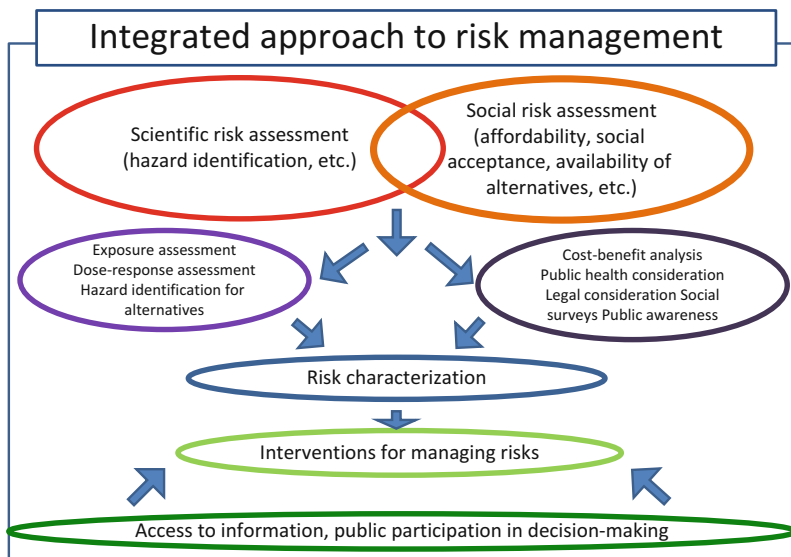 Integrated approach to risk management
Scientific risk assessment
(hazard identification, etc.)
Social risk assessment
(affordability, social
acceptance, availability of
alternatives, etc.)
Exposure assessment
Dose-response assessment
Hazard identification for
alternatives
Cost-benefit analysis
Public health consideration
Legal consideration Social
surveys Public awareness
Risk characterization
Interventions for managing risks
Access to information, public participation in decision-making